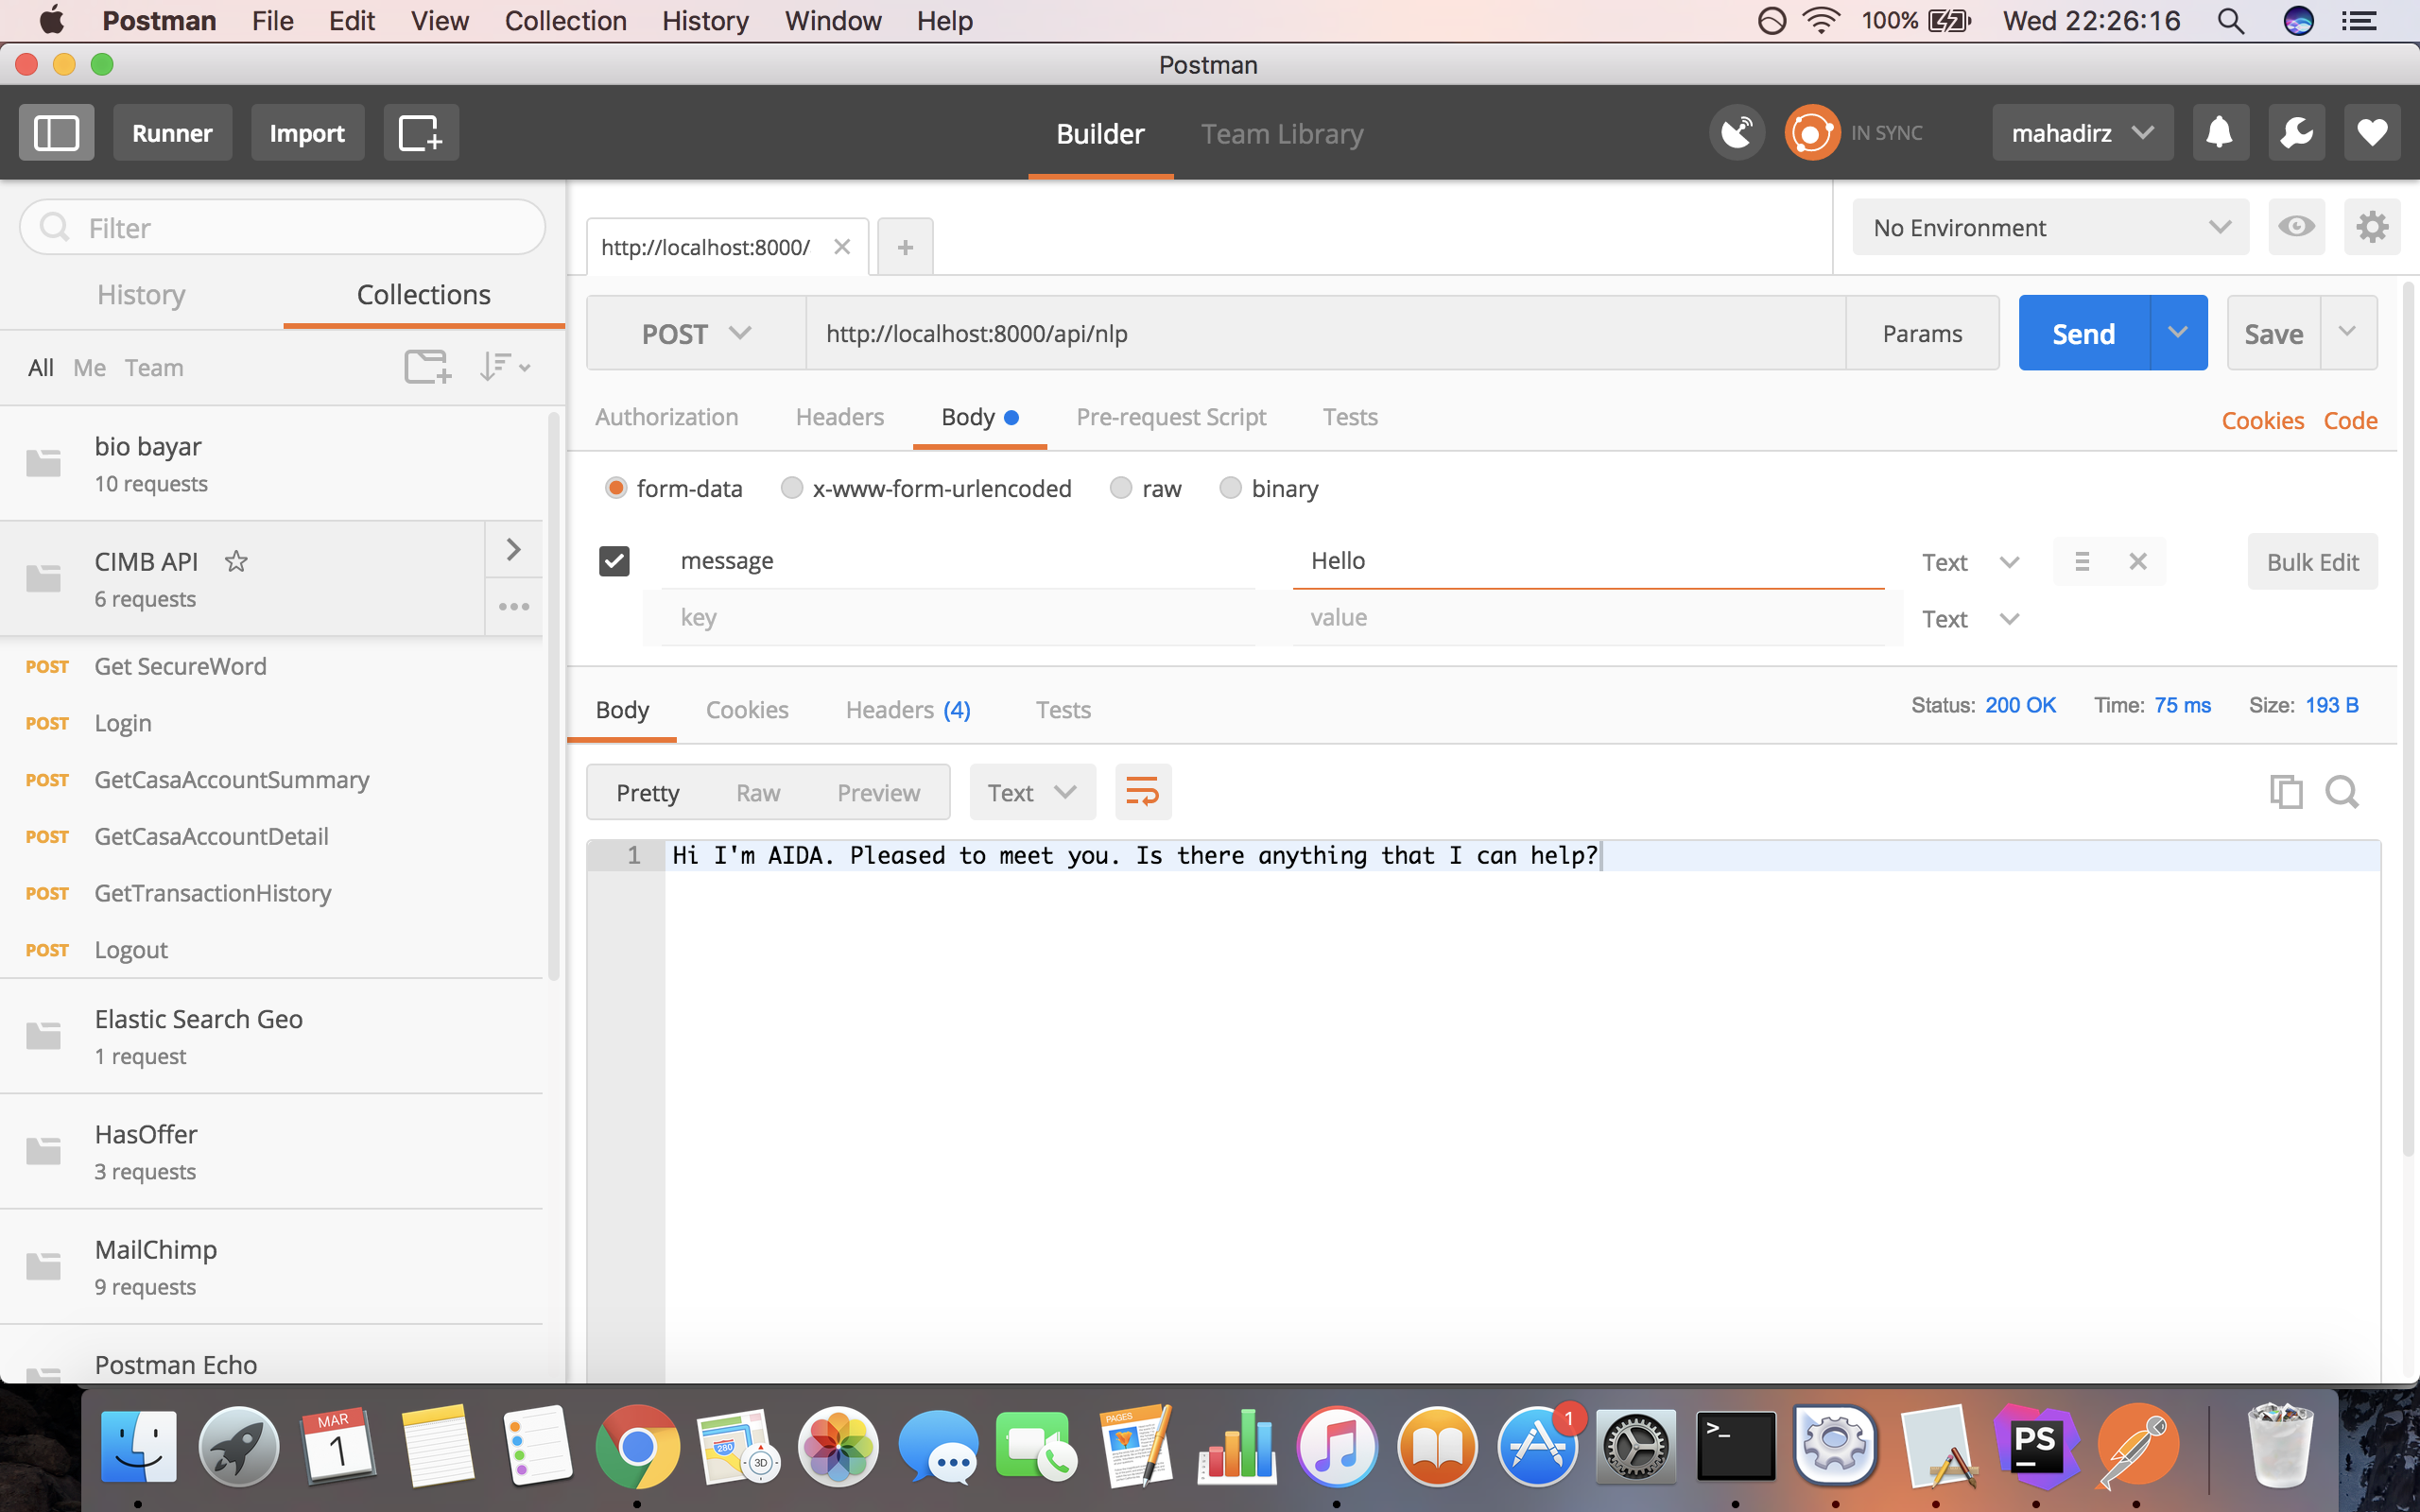 Postman File Edit View Collection History Window Help 100% Wed 22:26:16
Postman
Runner Import Builder Team Library IN SYNC mahadirz
Filter
http://localhost:8000/ No Environment
History Collections
POST http://localhost:8000/api/nlp Params Send Save
All Me Team
Authorization Headers Body Pre-request Script Tests Cookies Code
bio bayar
10 requests
form-data x-www-form-urlencoded raw binary
CIMB API
6 requests
message Hello Text Bulk Edit
key value Text
POST Get SecureWord
POST Login
POST GetCasaAccountSummary
POST GetCasaAccountDetail
POST GetTransactionHistory
POST Logout
Body Cookies Headers (4) Tests Status: 200 OK Time: 75 ms Size: 193 B
Pretty Raw Preview Text
1 Hi I'm AIDA. Pleased to meet you. Is there anything that I can help?
Elastic Search Geo
1 request
HasOffer
3 requests
MailChimp
9 requests
Postman Echo
MAR
1
280
3D
PAGES
1
>_
PS